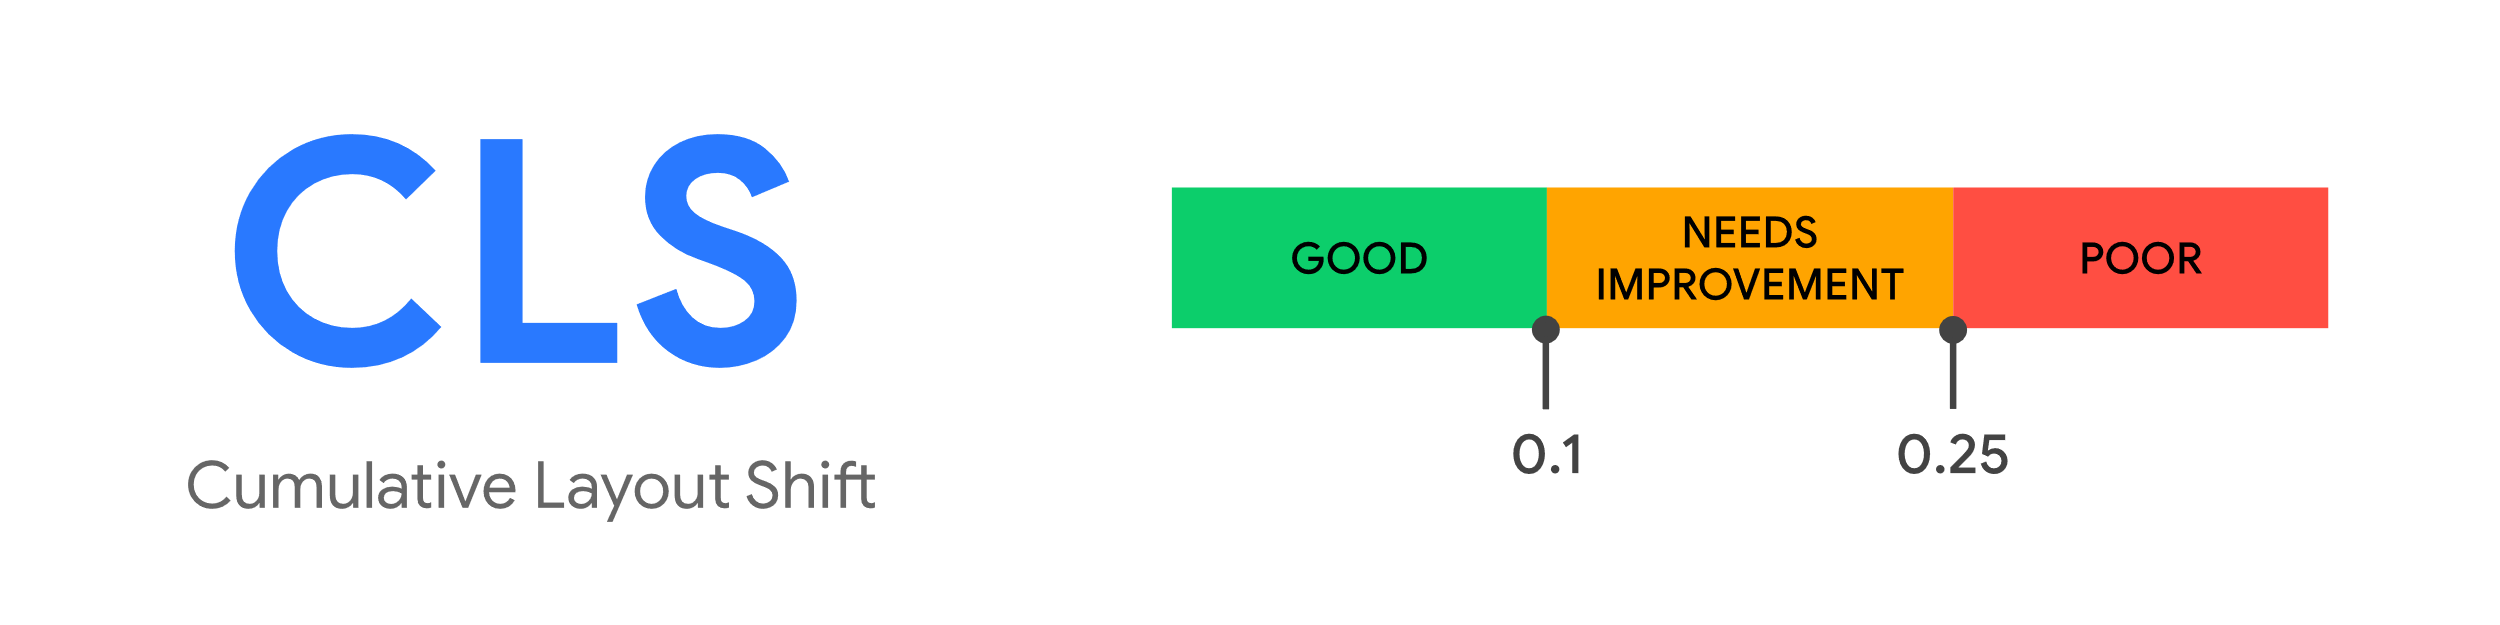 CLS
Cumulative Layout Shift
GOOD
NEEDS
IMPROVEMENT
POOR
0.1
0.25